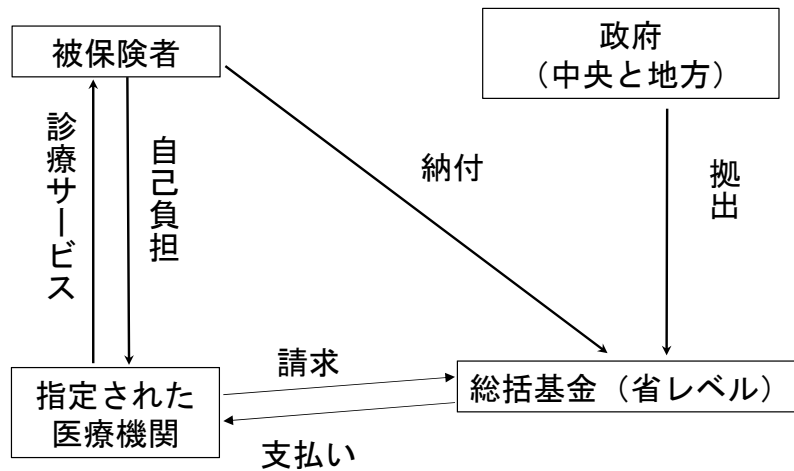 被保険者
政府
（中央と地方）
診療サービス
自己負担
納付
拠出
請求
指定された
医療機関
総括基金（省レベル）
支払い